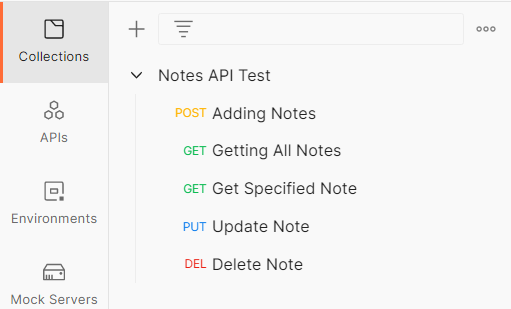 Collections
APIs
Environments
Mock Servers
Notes API Test
POST Adding Notes
GET Getting All Notes
GET Get Specified Note
PUT Update Note
DEL Delete Note